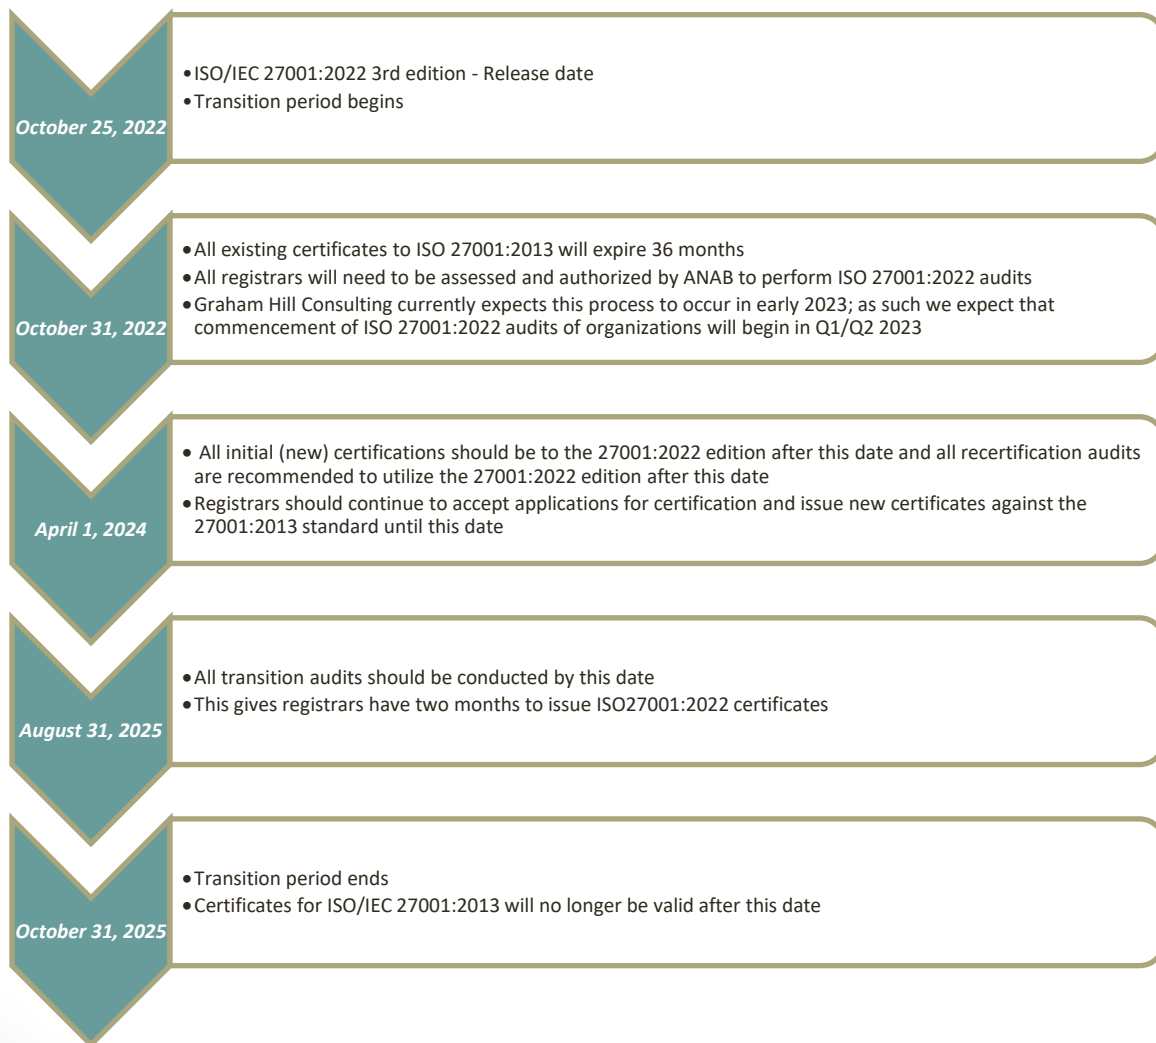 • ISO/IEC 27001:2022 3rd edition - Release date
• Transition period begins
October 25, 2022
• All existing certificates to ISO 27001:2013 will expire 36 months
• All registrars will need to be assessed and authorized by ANAB to perform ISO 27001:2022 audits
• Graham Hill Consulting currently expects this process to occur in early 2023; as such we expect that
commencement of ISO 27001:2022 audits of organizations will begin in Q1/Q2 2023
October 31, 2022
• All initial (new) certifications should be to the 27001:2022 edition after this date and all recertification audits
are recommended to utilize the 27001:2022 edition after this date
• Registrars should continue to accept applications for certification and issue new certificates against the
27001:2013 standard until this date
April 1, 2024
• All transition audits should be conducted by this date
• This gives registrars have two months to issue ISO27001:2022 certificates
August 31, 2025
• Transition period ends
• Certificates for ISO/IEC 27001:2013 will no longer be valid after this date
October 31, 2025